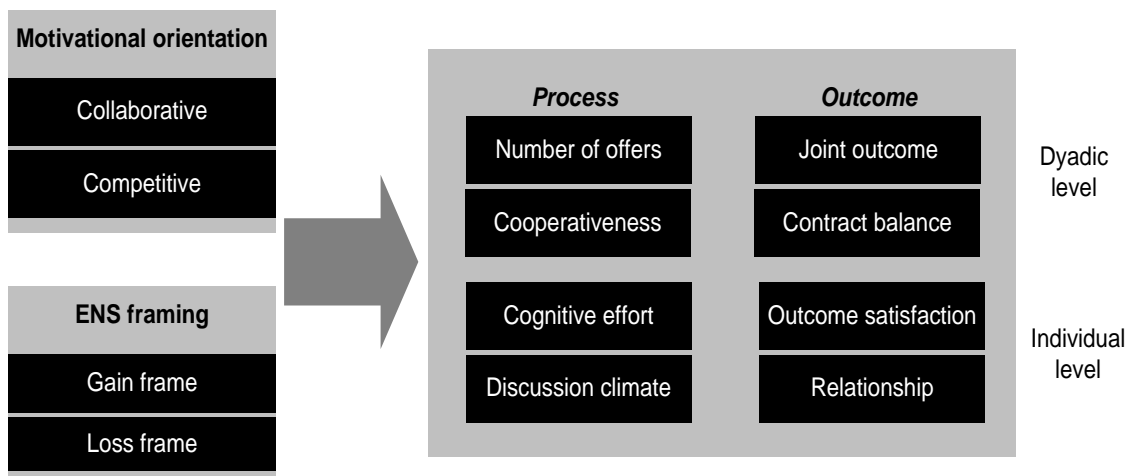 Motivational orientation
Collaborative
Competitive
ENS framing
Gain frame
Loss frame
Process
Outcome
Number of offers
Joint outcome
Cooperativeness
Contract balance
Dyadic
level
Cognitive effort
Outcome satisfaction
Discussion climate
Relationship
Individual
level